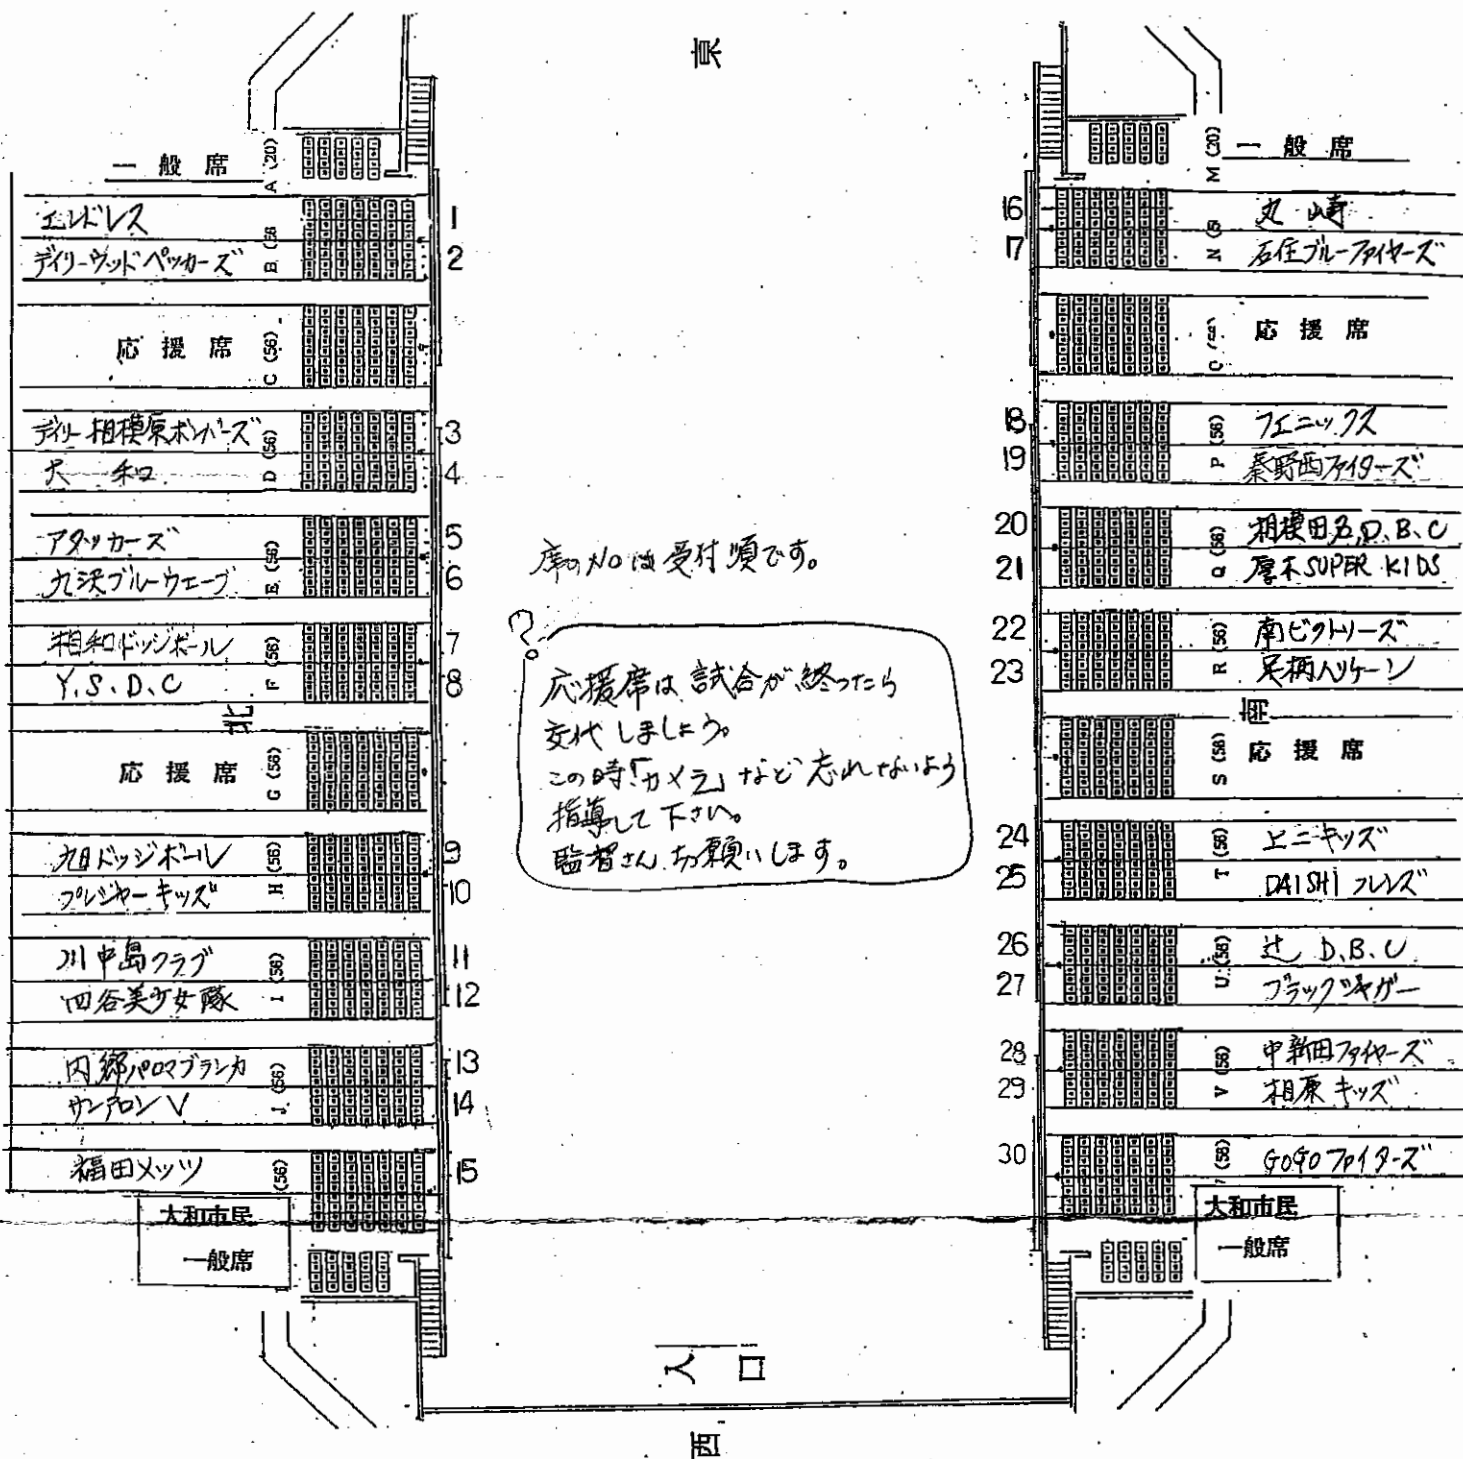 東
一般席
A (20)
エンドレス
1
デイリーウッドペッカーズ
2
応援席
C (56)
デイリー相模原ボンバーズ
3
大和
4
D (56)
アタッカーズ
5
九沢ブルーウェーブ
6
E (56)
相和ドッジボール
7
Y.S.D.C
8
F (56)
北
応援席
G (56)
旭ドッジボール
9
プレジャーキッズ
10
H (56)
川中島クラブ
11
四谷美少女隊
12
I (56)
内郷パロマブランカ
13
サンアロンV
14
J (56)
福田メッツ
15
(56)
大和市民
一般席
席のNoは受付順です。
?
応援席は、試合が終ったら
交代しましょう。
この時「カメラ」など忘れないよう
指導して下さい。
監督さん、お願いします。
M (20)
一般席
16
丸崎
17
石住ブルーファイヤーズ
N
応援席
18
フェニックス
19
秦野西ファイターズ
P (56)
20
相模田名D.B.C
21
厚木SUPER KIDS
Q (56)
22
南ビクトリーズ
23
足柄ハリケーン
R (56)
南
応援席
S (56)
24
上ニキッズ
25
DAISHIフレンズ
T (56)
26
辻 D.B.C
27
ブラックジャガー
U (56)
28
中新田ファイヤーズ
29
相原キッズ
V (56)
30
GOGOファイターズ
(56)
大和市民
一般席
入口
西